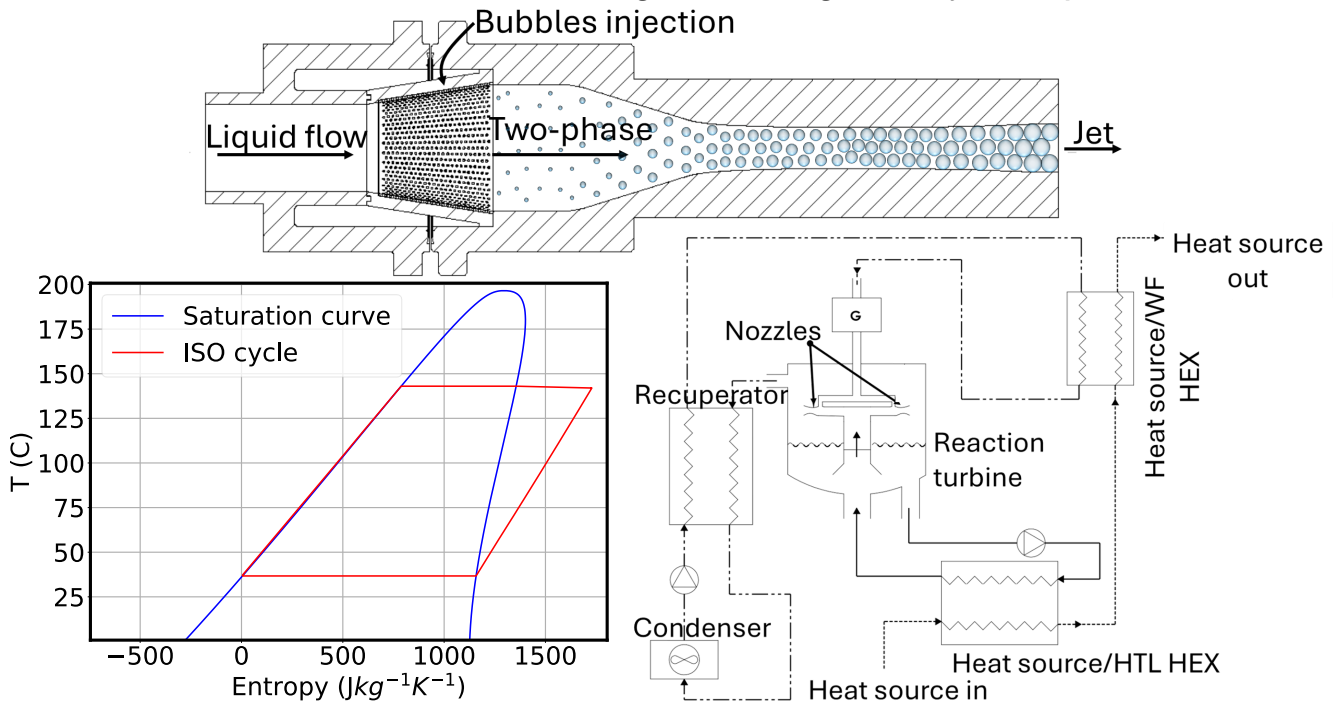 Bubbles injection
Liquid flow
Two-phase
Jet
Heat source
out
Heat source/WF
HEX
G
Nozzles
Recuperator
Reaction
turbine
Condenser
Heat source/HTL HEX
Heat source in
Saturation curve
ISO cycle
200
175
150
125
100
75
50
25
T (C)
−500 0 500 1000 1500
Entropy (Jkg⁻¹K⁻¹)